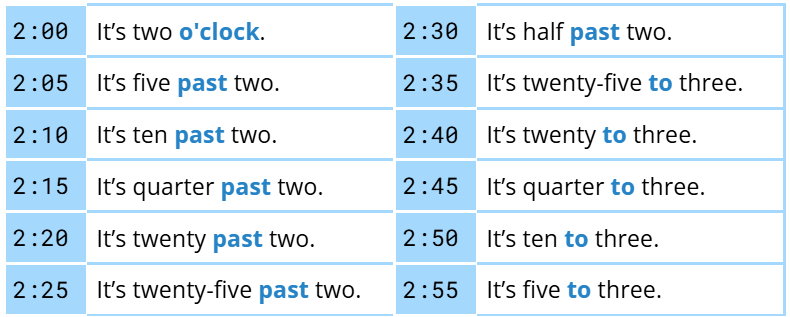 2:00 It's two o'clock. 2:30 It's half past two.
2:05 It's five past two. 2:35 It's twenty-five to three.
2:10 It's ten past two. 2:40 It's twenty to three.
2:15 It's quarter past two. 2:45 It's quarter to three.
2:20 It's twenty past two. 2:50 It's ten to three.
2:25 It's twenty-five past two. 2:55 It's five to three.